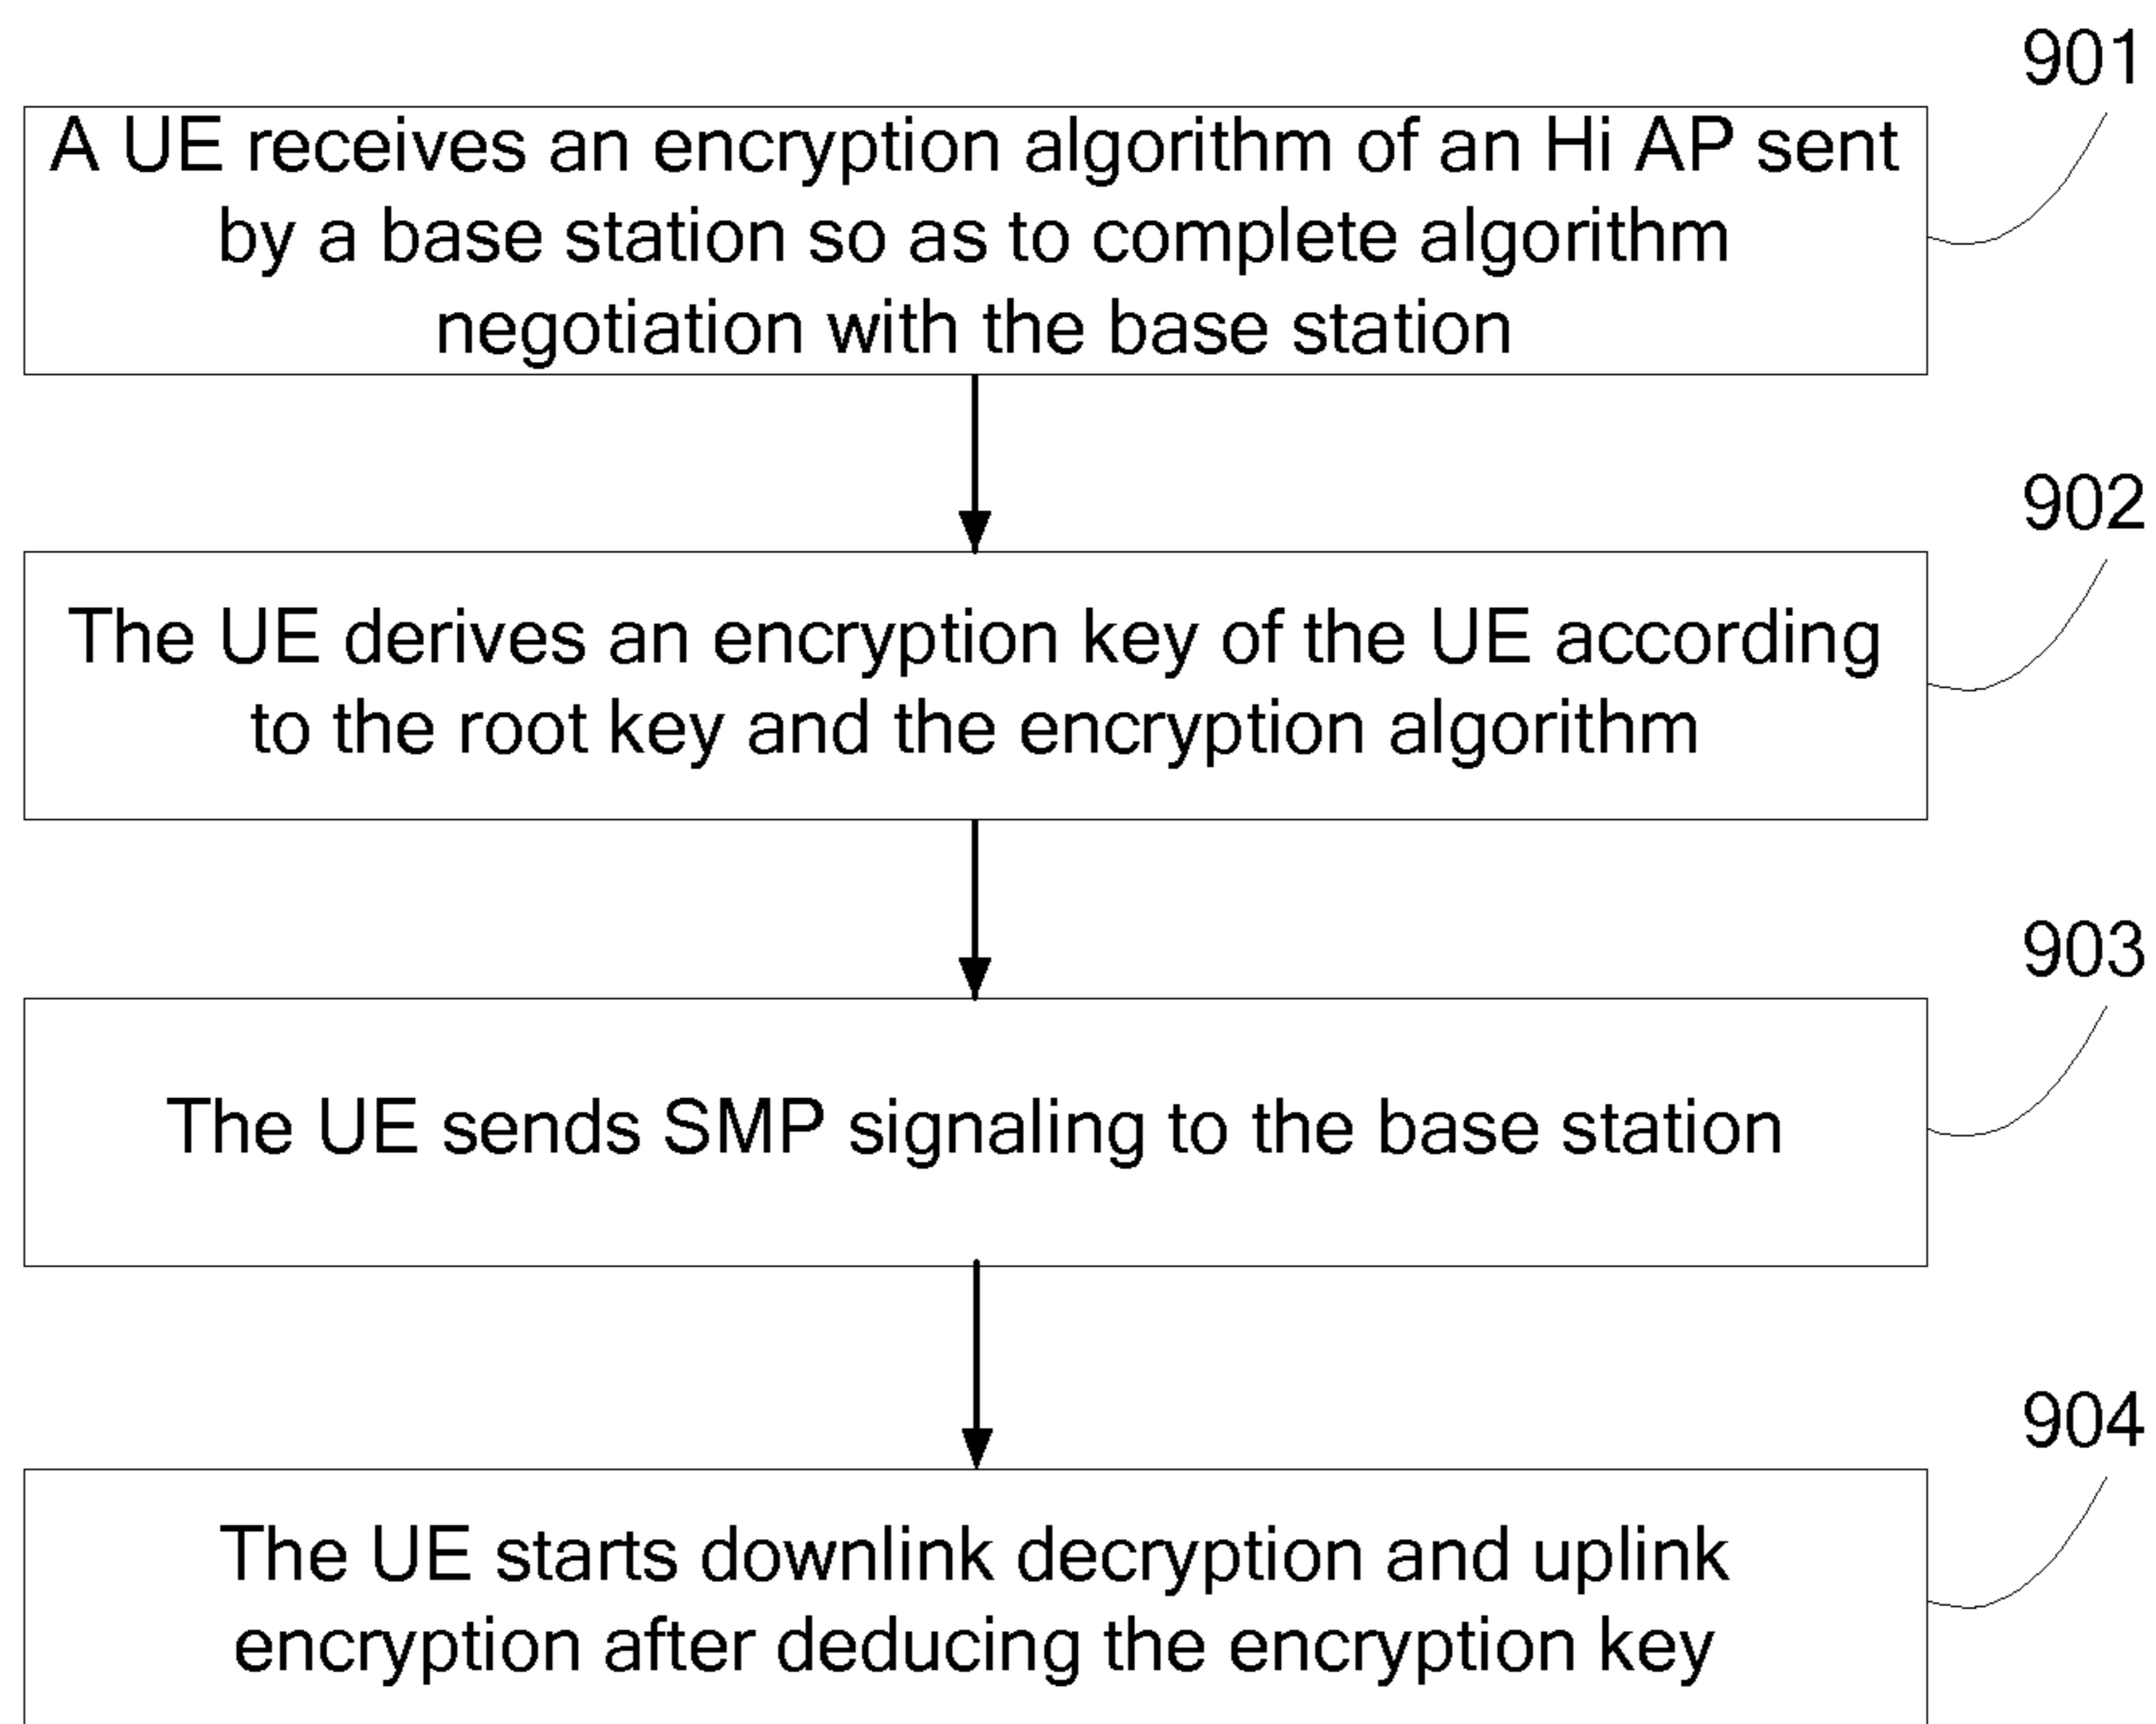 901
A UE receives an encryption algorithm of an Hi AP sent
by a base station so as to complete algorithm
negotiation with the base station
902
The UE derives an encryption key of the UE according
to the root key and the encryption algorithm
903
The UE sends SMP signaling to the base station
904
The UE starts downlink decryption and uplink
encryption after deducing the encryption key